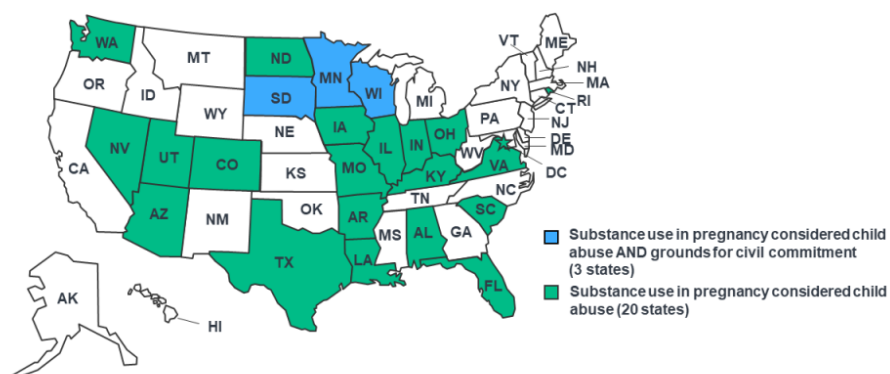 WA
MT
ND
MN
VT
ME
OR
ID
SD
WI
NH
WY
MI
NY
MA
RI
CT
NE
IA
PA
NJ
NV
UT
CO
IL
IN
OH
WV
DE
MD
CA
KS
MO
KY
VA
DC
AZ
NM
OK
AR
TN
NC
TX
LA
MS
AL
GA
SC
FL
AK
HI
Substance use in pregnancy considered child
abuse AND grounds for civil commitment
(3 states)
Substance use in pregnancy considered child
abuse (20 states)